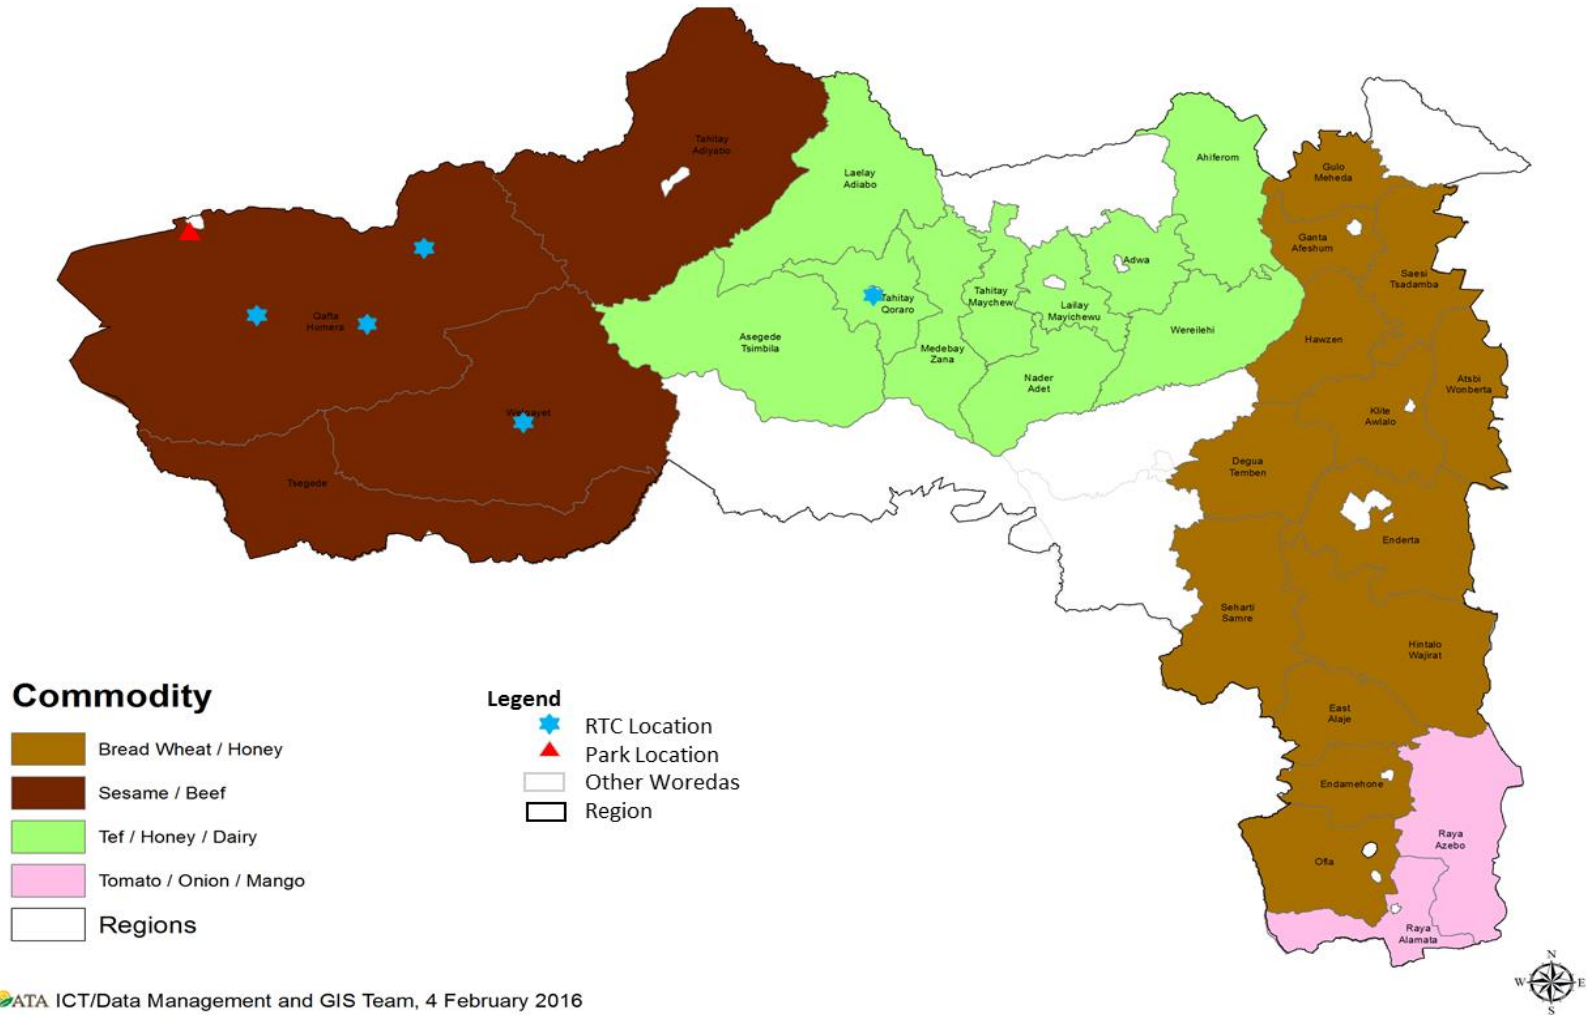 Tahitay
Adiyabo
Laelay
Adiabo
Ahiferom
Gulo
Meheda
Ganta
Afeshum
Saesi
Tsadamba
Adwa
Tahitay
Qoraro
Tahitay
Maychew
Lailay
Mayichewu
Wereilehi
Qafta
Homera
Asegede
Tsimbila
Medebay
Zana
Nader
Adet
Hawzen
Atsbi
Wonberta
Klite
Awlalo
Welqayet
Degua
Temben
Tsegede
Enderta
Seharti
Samre
Hintalo
Wajirat
East
Alaje
Endamehone
Raya
Azebo
Ofla
Raya
Alamata
Commodity
Bread Wheat / Honey
Sesame / Beef
Tef / Honey / Dairy
Tomato / Onion / Mango
Regions
Legend
RTC Location
Park Location
Other Woredas
Region
N
W
E
S
ATA ICT/Data Management and GIS Team, 4 February 2016